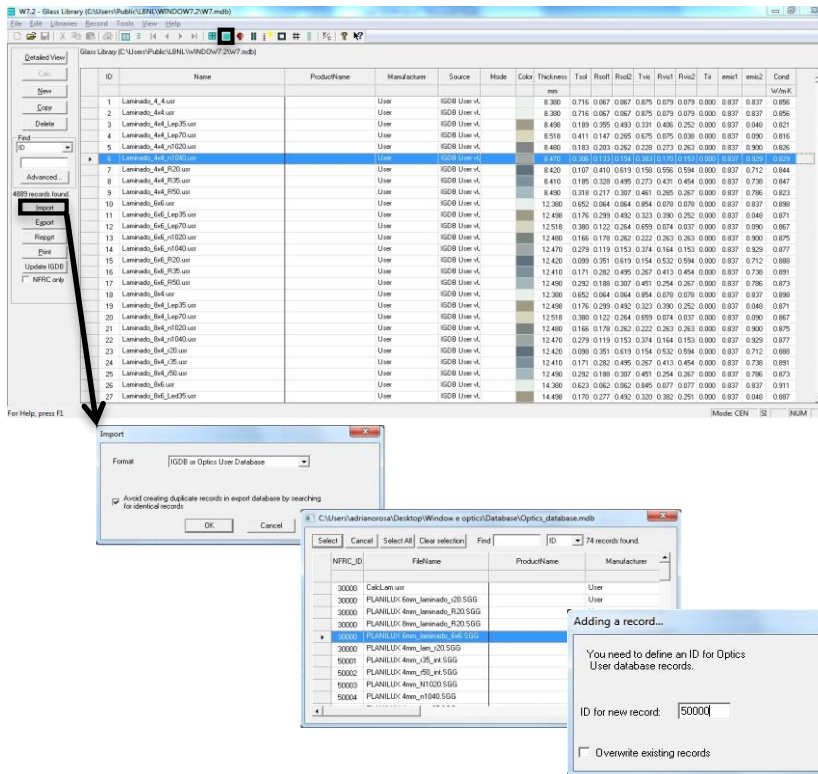 W7.2 - Glass Library (C:\Users\Public\LBNL\WINDOW7.2\W7.mdb)
File Edit Libraries Record Tools View Help
Detailed View
Calc
New
Copy
Delete
Find
ID
Advanced...
4889 records found.
Import
Export
Report
Print
Update IGDB
NFRC only
Glass Library (C:\Users\Public\LBNL\WINDOW7.2\W7.mdb)
ID Name ProductName Manufacturer Source Mode Color Thickness Tsol Rsol1 Rsol2 Tvis Rvis1 Rvis2 Tir emis1 emis2 Cond
mm W/m-K
1 Laminado_4_4.usr User IGDB User v(. 8.380 0.716 0.067 0.067 0.875 0.079 0.079 0.000 0.837 0.837 0.856
2 Laminado_4x4.usr User IGDB User v(. 8.380 0.716 0.067 0.067 0.875 0.079 0.079 0.000 0.837 0.837 0.856
3 Laminado_4x4_Lep35.usr User IGDB User v(. 8.498 0.189 0.355 0.493 0.331 0.406 0.252 0.000 0.837 0.048 0.821
4 Laminado_4x4_Lep70.usr User IGDB User v(. 8.518 0.411 0.147 0.265 0.675 0.075 0.038 0.000 0.837 0.090 0.816
5 Laminado_4x4_n1020.usr User IGDB User v(. 8.480 0.183 0.203 0.262 0.228 0.273 0.263 0.000 0.837 0.900 0.826
6 Laminado_4x4_n1040.usr User IGDB User v(. 8.470 0.306 0.133 0.154 0.383 0.170 0.153 0.000 0.837 0.929 0.829
7 Laminado_4x4_R20.usr User IGDB User v(. 8.420 0.107 0.410 0.619 0.158 0.556 0.594 0.000 0.837 0.712 0.844
8 Laminado_4x4_R35.usr User IGDB User v(. 8.410 0.185 0.328 0.495 0.273 0.431 0.454 0.000 0.837 0.738 0.847
9 Laminado_4x4_R50.usr User IGDB User v(. 8.490 0.318 0.217 0.307 0.461 0.265 0.267 0.000 0.837 0.786 0.823
10 Laminado_6x6.usr User IGDB User v(. 12.380 0.652 0.064 0.064 0.854 0.078 0.078 0.000 0.837 0.837 0.898
11 Laminado_6x6_Lep35.usr User IGDB User v(. 12.498 0.176 0.299 0.492 0.323 0.390 0.252 0.000 0.837 0.048 0.871
12 Laminado_6x6_Lep70.usr User IGDB User v(. 12.518 0.380 0.122 0.264 0.659 0.074 0.037 0.000 0.837 0.090 0.867
13 Laminado_6x6_n1020.usr User IGDB User v(. 12.480 0.166 0.178 0.262 0.222 0.263 0.263 0.000 0.837 0.900 0.875
14 Laminado_6x6_n1040.usr User IGDB User v(. 12.470 0.279 0.119 0.153 0.374 0.164 0.153 0.000 0.837 0.929 0.877
15 Laminado_6x6_R20.usr User IGDB User v(. 12.420 0.099 0.351 0.619 0.154 0.532 0.594 0.000 0.837 0.712 0.888
16 Laminado_6x6_R35.usr User IGDB User v(. 12.410 0.171 0.282 0.495 0.267 0.413 0.454 0.000 0.837 0.738 0.891
17 Laminado_6x6_R50.usr User IGDB User v(. 12.490 0.292 0.188 0.307 0.451 0.254 0.267 0.000 0.837 0.786 0.873
18 Laminado_8x4.usr User IGDB User v(. 12.380 0.652 0.064 0.064 0.854 0.078 0.078 0.000 0.837 0.837 0.898
19 Laminado_8x4_Lep35.usr User IGDB User v(. 12.498 0.176 0.299 0.492 0.323 0.390 0.252 0.000 0.837 0.048 0.871
20 Laminado_8x4_Lep70.usr User IGDB User v(. 12.518 0.380 0.122 0.264 0.659 0.074 0.037 0.000 0.837 0.090 0.867
21 Laminado_8x4_n1020.usr User IGDB User v(. 12.480 0.166 0.178 0.262 0.222 0.263 0.263 0.000 0.837 0.900 0.875
22 Laminado_8x4_n1040.usr User IGDB User v(. 12.470 0.279 0.119 0.153 0.374 0.164 0.153 0.000 0.837 0.929 0.877
23 Laminado_8x4_r20.usr User IGDB User v(. 12.420 0.098 0.351 0.619 0.154 0.532 0.594 0.000 0.837 0.712 0.888
24 Laminado_8x4_r35.usr User IGDB User v(. 12.410 0.171 0.282 0.495 0.267 0.413 0.454 0.000 0.837 0.738 0.891
25 Laminado_8x4_r50.usr User IGDB User v(. 12.490 0.292 0.188 0.307 0.451 0.254 0.267 0.000 0.837 0.786 0.873
26 Laminado_8x6.usr User IGDB User v(. 14.380 0.623 0.062 0.062 0.845 0.077 0.077 0.000 0.837 0.837 0.911
27 Laminado_8x6_Led35.usr User IGDB User v(. 14.498 0.170 0.277 0.492 0.320 0.382 0.251 0.000 0.837 0.048 0.887
For Help, press F1
Mode: CEN SI NUM
Import
Format IGDB or Optics User Database
Avoid creating duplicate records in export database by searching
for identical records
OK Cancel
C:\Users\adrianorosa\Desktop\Window e optics\Database\Optics_database.mdb
Select Cancel Select All Clear selection Find ID 74 records found.
NFRC_ID FileName ProductName Manufacturer
30000 CalcLam.usr User
30000 PLANILUX 6mm_laminado_r20.SGG User
30000 PLANILUX 4mm_laminado_R20.SGG
30000 PLANILUX 8mm_laminado_R20.SGG
30000 PLANILUX 6mm_laminado_6x6.SGG
30000 PLANILUX 4mm_lam_r20.SGG
50001 PLANILUX 4mm_r35_int.SGG
50002 PLANILUX 4mm_r50_int.SGG
50003 PLANILUX 4mm_N1020.SGG
50004 PLANILUX 4mm_n1040.SGG
Adding a record...
You need to define an ID for Optics
User database records.
ID for new record: 50000
Overwrite existing records